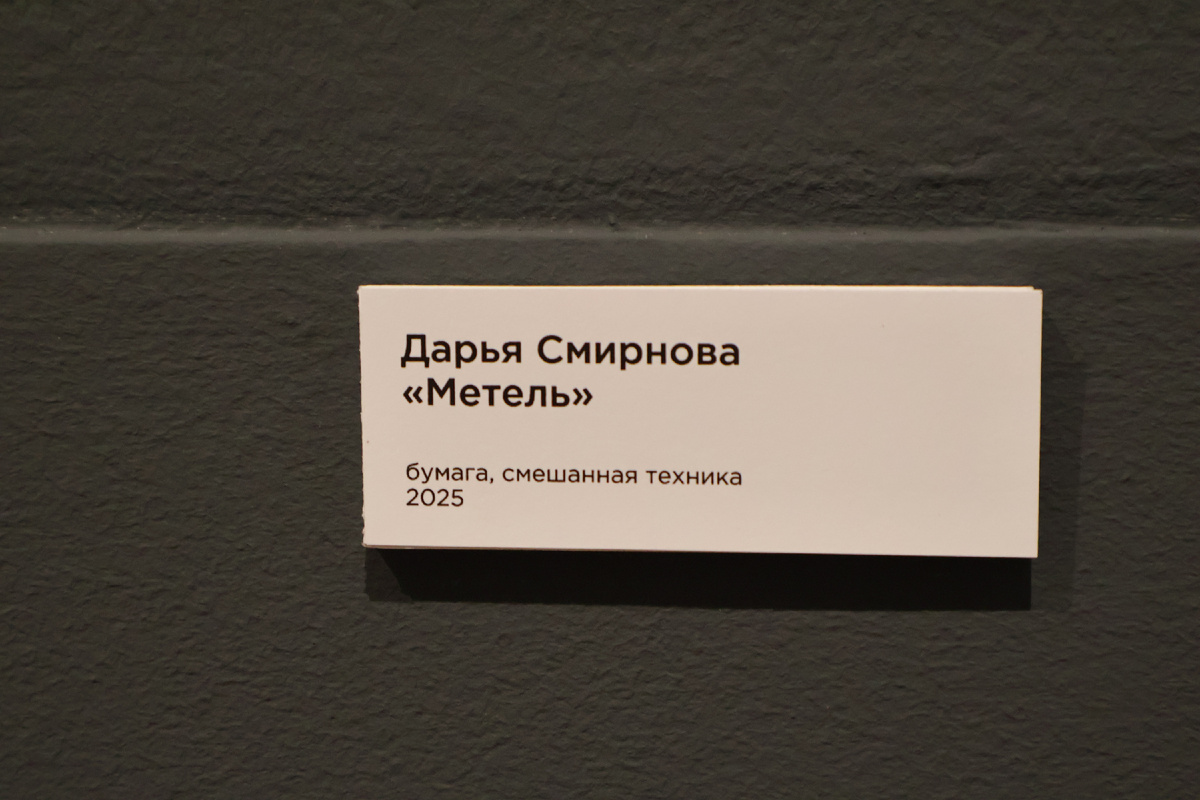 Дарья Смирнова
«Метель»
бумага, смешанная техника
2025